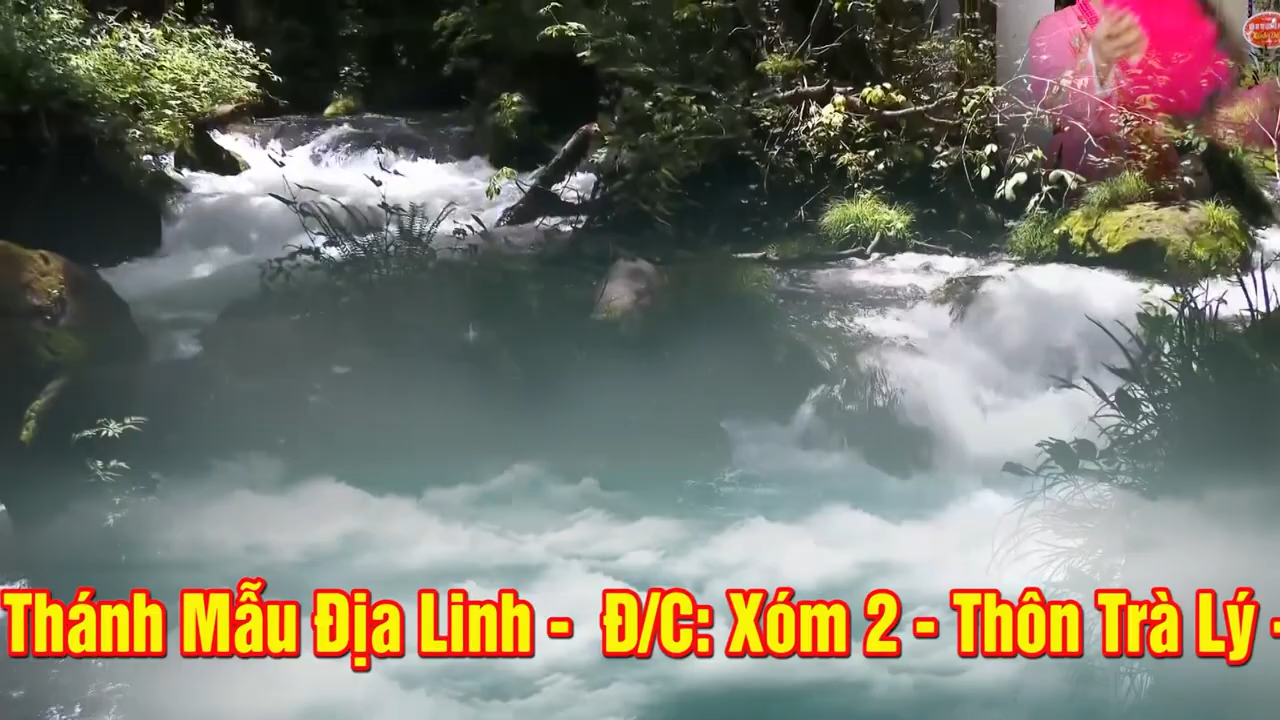 Thánh Mẫu Địa Linh - Đ/C: Xóm 2 - Thôn Trà Lý -